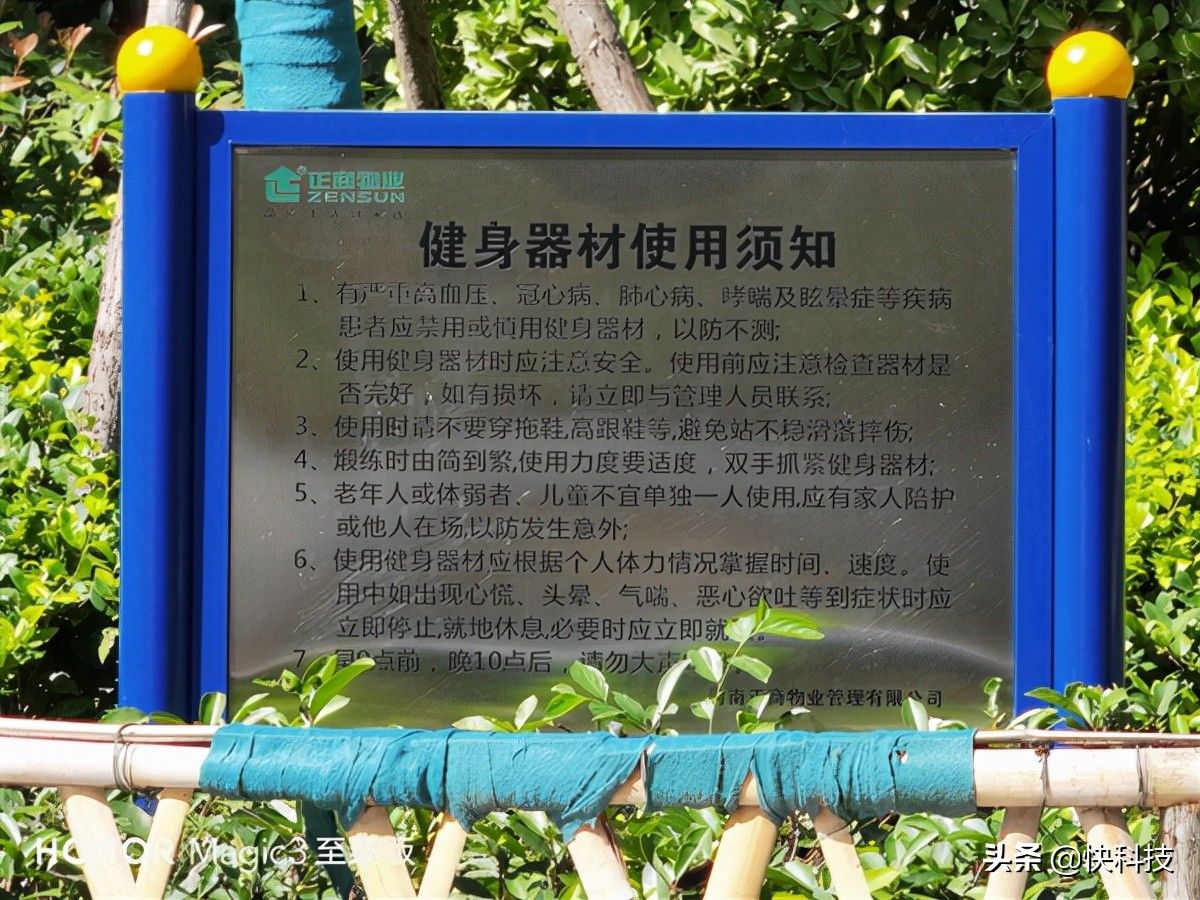 正商物业
ZENSUN
健身器材使用须知
1、有严重高血压、冠心病、肺心病、哮喘及眩晕症等疾病
患者应禁用或慎用健身器材，以防不测;
2、使用健身器材时应注意安全。使用前应注意检查器材是
否完好，如有损坏，请立即与管理人员联系;
3、使用时请不要穿拖鞋,高跟鞋等,避免站不稳滑落摔伤;
4、煅练时由简到繁,使用力度要适度，双手抓紧健身器材;
5、老年人或体弱者、儿童不宜单独一人使用,应有家人陪护
或他人在场,以防发生意外;
6、使用健身器材应根据个人体力情况掌握时间、速度。使
用中如出现心慌、头晕、气喘、恶心欲吐等到症状时应
立即停止,就地休息,必要时应立即就
7、点前，晚10点后，请勿大声
南正商物业管理有限公司
HONOR Magic3 至臻版
头条 @快科技